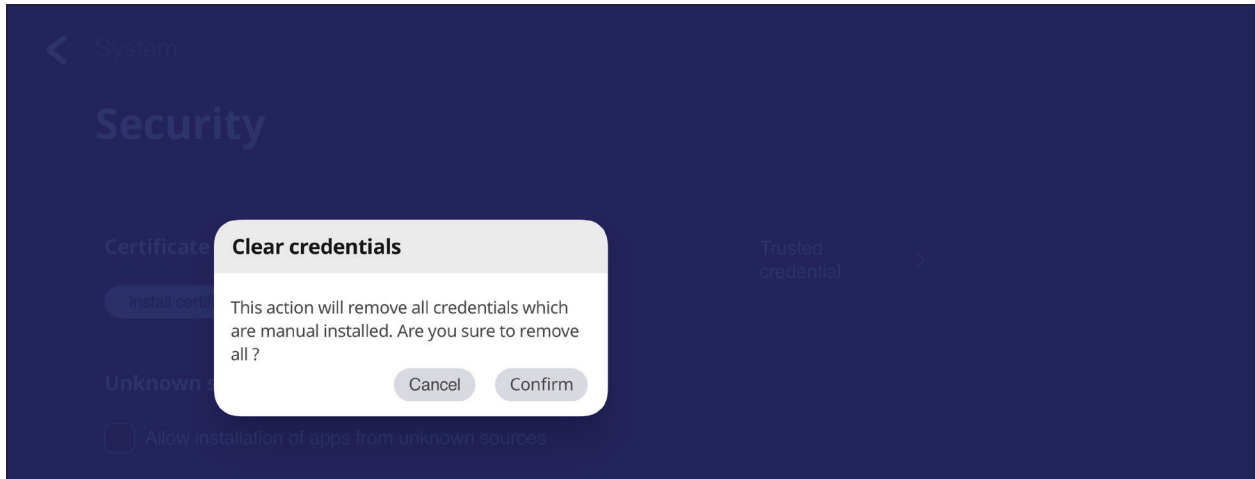 System
Security
Certificate
Trusted
credential
Install certif
Clear credentials
This action will remove all credentials which
are manual installed. Are you sure to remove
all ?
Cancel
Confirm
Unknown s
Allow installation of apps from unknown sources